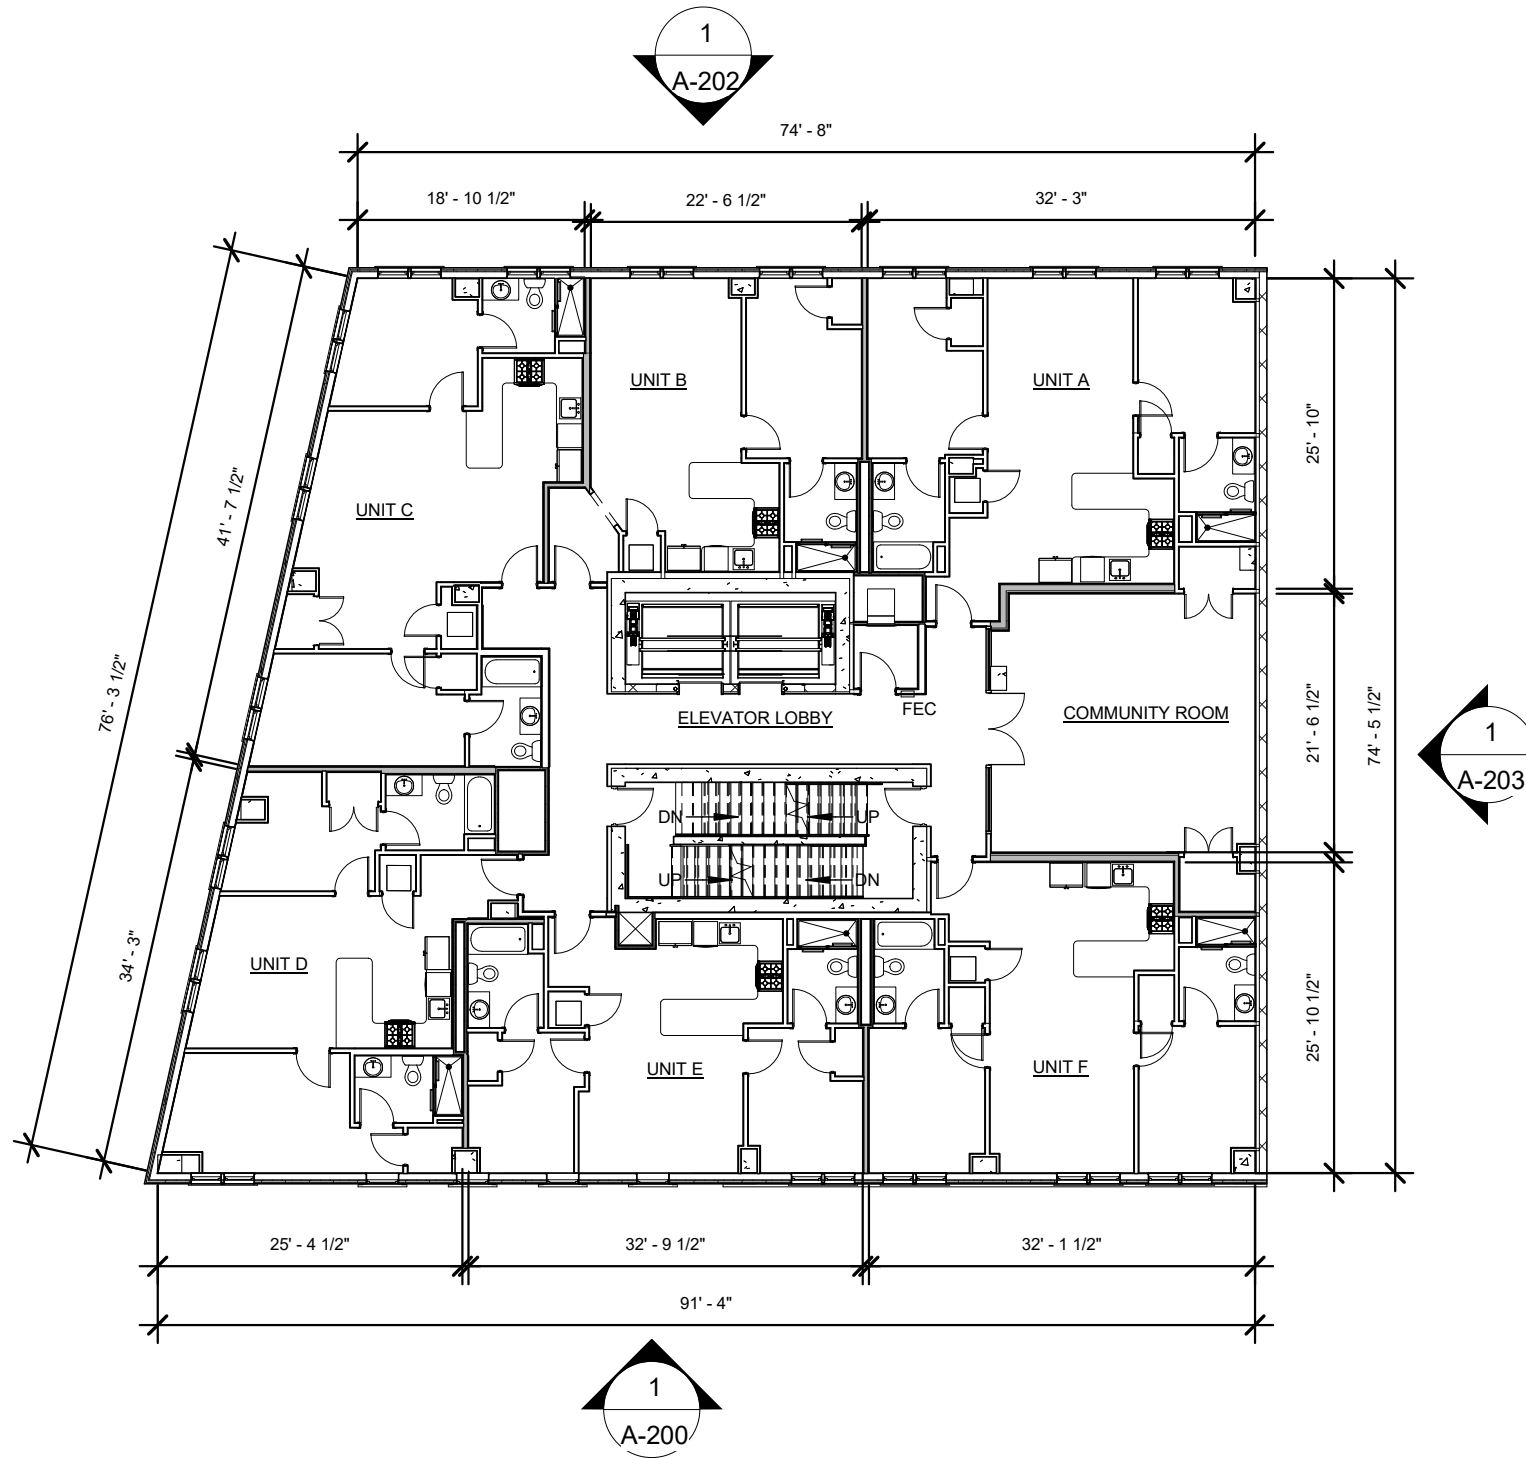 1
A-202
74' - 8"
18' - 10 1/2"
22' - 6 1/2"
32' - 3"
UNIT B
UNIT A
25' - 10"
41' - 7 1/2"
UNIT C
76' - 3 1/2"
ELEVATOR LOBBY
FEC
COMMUNITY ROOM
21' - 6 1/2"
74' - 5 1/2"
1
A-203
DN
UP
UP
DN
34' - 3"
UNIT D
UNIT E
UNIT F
25' - 10 1/2"
25' - 4 1/2"
32' - 9 1/2"
32' - 1 1/2"
91' - 4"
1
A-200